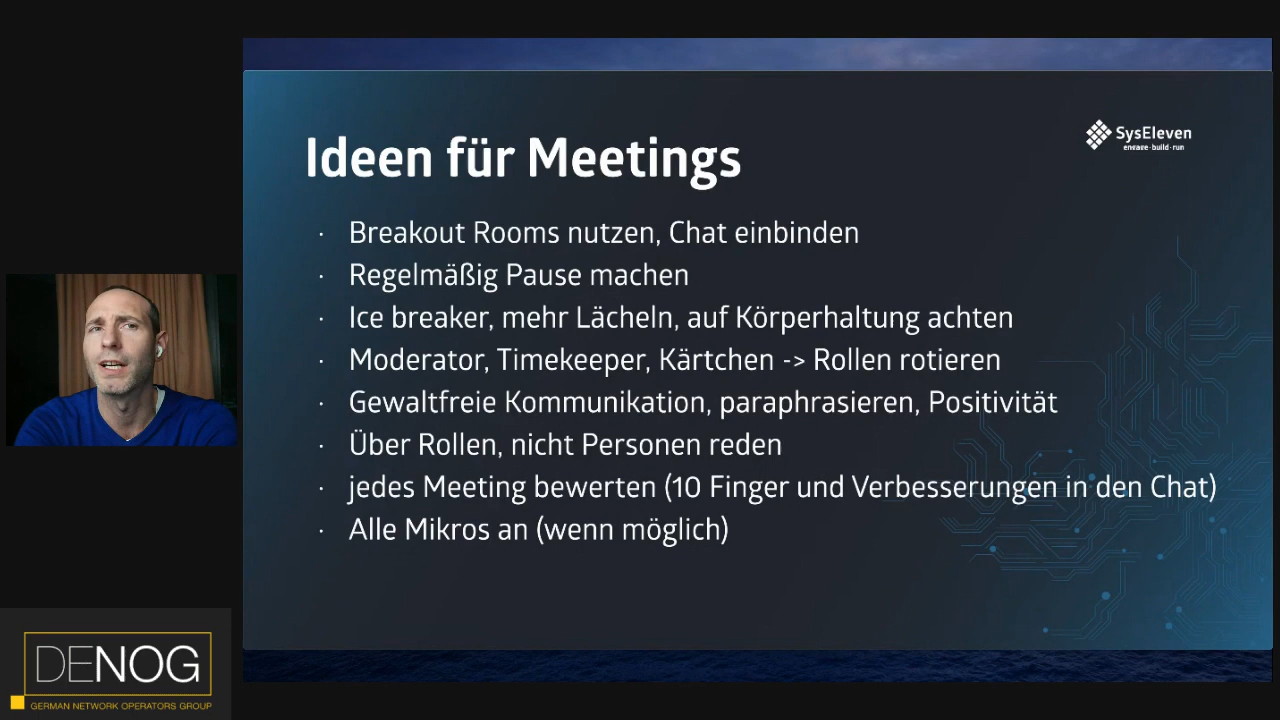 Ideen für Meetings
SysEleven
engage·build·run
· Breakout Rooms nutzen, Chat einbinden
· Regelmäßig Pause machen
· Ice breaker, mehr Lächeln, auf Körperhaltung achten
· Moderator, Timekeeper, Kärtchen -> Rollen rotieren
· Gewaltfreie Kommunikation, paraphrasieren, Positivität
· Über Rollen, nicht Personen reden
· jedes Meeting bewerten (10 Finger und Verbesserungen in den Chat)
· Alle Mikros an (wenn möglich)
DENOG
GERMAN NETWORK OPERATORS GROUP